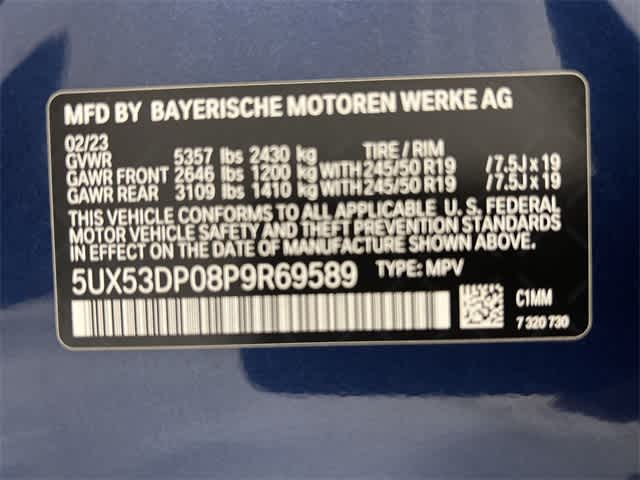 MFD BY BAYERISCHE MOTOREN WERKE AG
02/23
GVWR 5357 lbs 2430 kg TIRE / RIM
GAWR FRONT 2646 lbs 1200 kg WITH 245/50 R19 /7.5J x 19
GAWR REAR 3109 lbs 1410 kg WITH 245/50 R19 /7.5J x 19
THIS VEHICLE CONFORMS TO ALL APPLICABLE U. S. FEDERAL
MOTOR VEHICLE SAFETY AND THEFT PREVENTION STANDARDS
IN EFFECT ON THE DATE OF MANUFACTURE SHOWN ABOVE.
5UX53DP08P9R69589 TYPE: MPV
C1MM
7 320 730